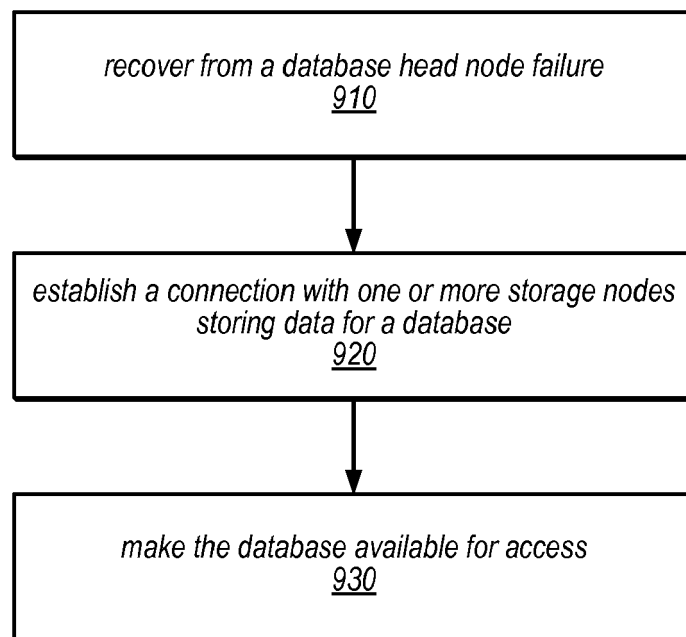 recover from a database head node failure
910
establish a connection with one or more storage nodes
storing data for a database
920
make the database available for access
930